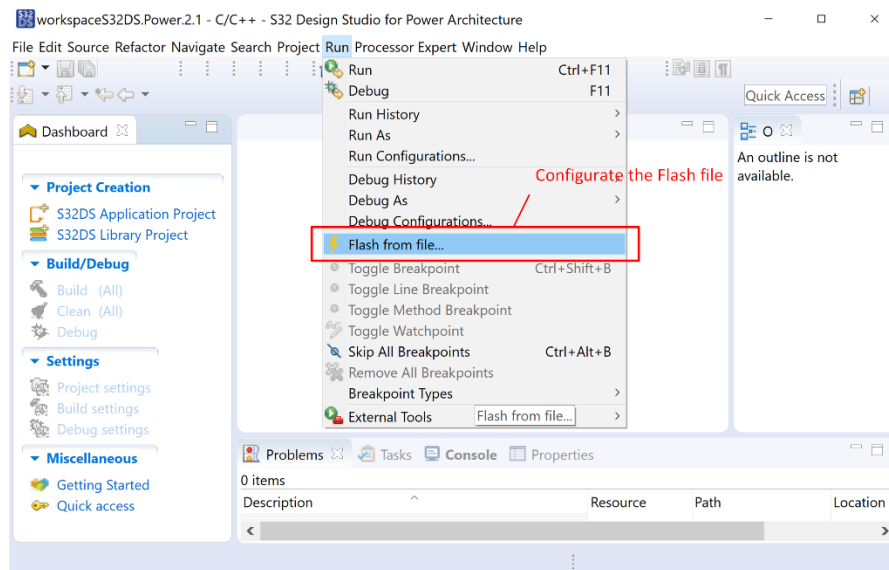 workspaceS32DS.Power.2.1 - C/C++ - S32 Design Studio for Power Architecture
File Edit Source Refactor Navigate Search Project Run Processor Expert Window Help
Quick Access
Run Ctrl+F11
Debug F11
Run History
Run As
Run Configurations...
Debug History
Debug As
Debug Configurations...
Flash from file...
Toggle Breakpoint Ctrl+Shift+B
Toggle Line Breakpoint
Toggle Method Breakpoint
Toggle Watchpoint
Skip All Breakpoints Ctrl+Alt+B
Remove All Breakpoints
Breakpoint Types
External Tools
Flash from file...
Configurate the Flash file
Dashboard
Project Creation
S32DS Application Project
S32DS Library Project
Build/Debug
Build (All)
Clean (All)
Debug
Settings
Project settings
Build settings
Debug settings
Miscellaneous
Getting Started
Quick access
O
An outline is not
available.
Problems Tasks Console Properties
0 items
Description Resource Path Location